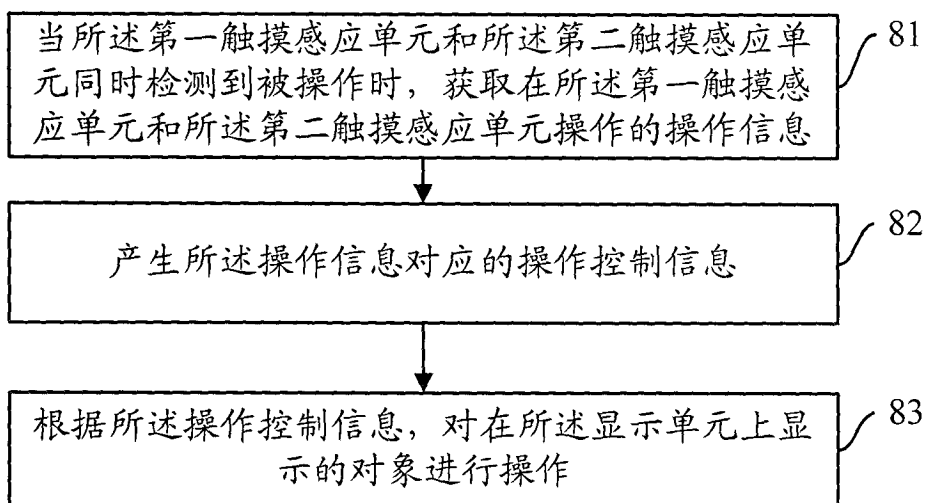 当所述第一触摸感应单元和所述第二触摸感应单
元同时检测到被操作时，获取在所述第一触摸感
应单元和所述第二触摸感应单元操作的操作信息
81
产生所述操作信息对应的操作控制信息
82
根据所述操作控制信息，对在所述显示单元上显
示的对象进行操作
83